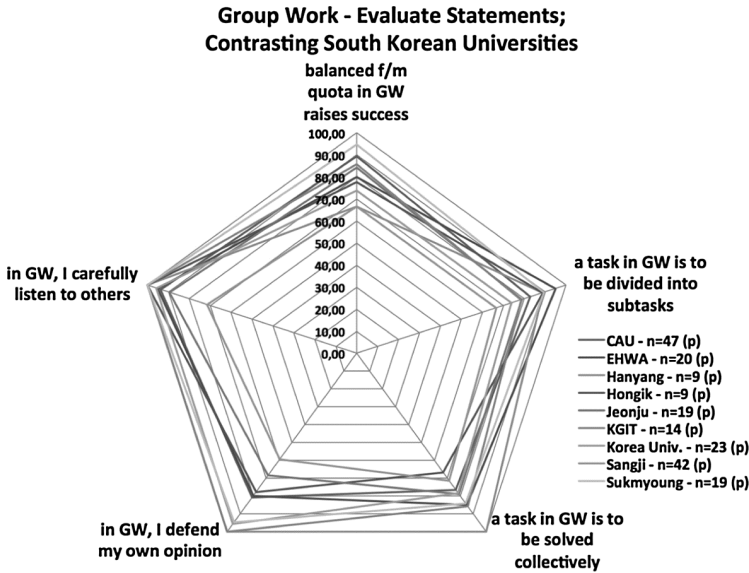 Group Work - Evaluate Statements;
Contrasting South Korean Universities
balanced f/m
quota in GW
raises success
100,00
90,00
80,00
70,00
60,00
50,00
40,00
30,00
20,00
10,00
0,00
in GW, I carefully
listen to others
a task in GW is to
be divided into
subtasks
CAU - n=47 (p)
EHWA - n=20 (p)
Hanyang - n=9 (p)
Hongik - n=9 (p)
Jeonju - n=19 (p)
KGIT - n=14 (p)
Korea Univ. - n=23 (p)
Sangji - n=42 (p)
Sukmyoung - n=19 (p)
in GW, I defend
my own opinion
a task in GW is to
be solved
collectively